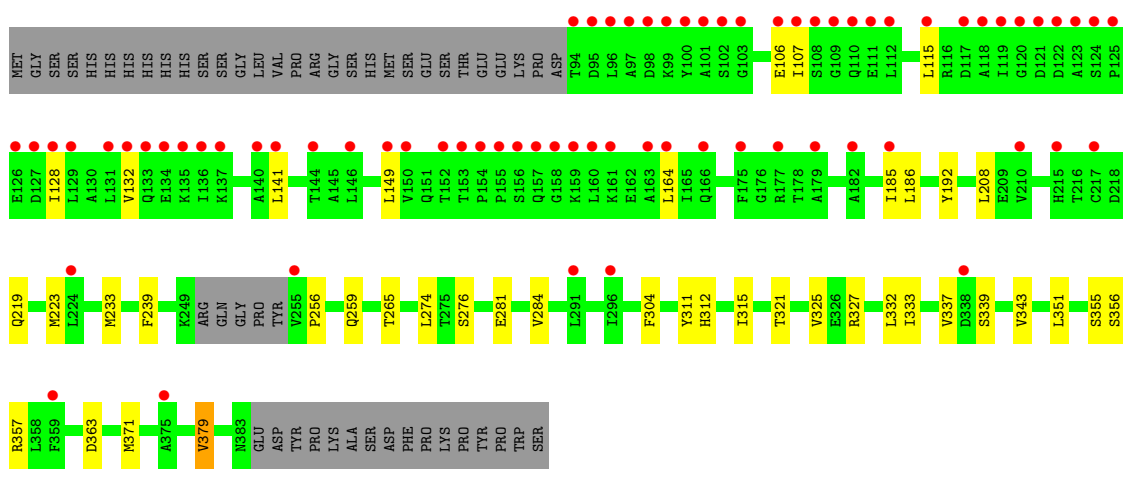 MET GLY SER SER HIS HIS HIS HIS HIS HIS SER SER GLY LEU VAL PRO ARG GLY SER HIS MET SER GLU SER THR GLU GLU LYS PRO ASP T94 D95 L96 A97 D98 K99 Y100 A101 S102 G103 E106 I107 S108 G109 Q110 E111 L112 L115 R116 D117 A118 I119 G120 D121 D122 A123 S124 P125
E126 D127 I128 L129 A130 L131 V132 Q133 E134 K135 I136 K137 A140 L141 T144 A145 L146 L149 V150 Q151 T152 T153 P154 P155 S156 Q157 G158 K159 L160 K161 E162 A163 L164 I165 Q166 F175 G176 R177 T178 A179 A182 I185 L186 Y192 L208 E209 V210 H215 T216 C217 D218
Q219 M223 L224 M233 F239 K249 ARG GLN GLY PRO TYR V255 P256 Q259 T265 L274 T275 S276 E281 V284 L291 I296 F304 Y311 H312 I315 T321 V325 E326 R327 L332 I333 V337 D338 S339 V343 L351 S355 S356
R357 L358 F359 D363 M371 A375 V379 N383 GLU ASP TYR PRO LYS ALA SER ASP PHE PRO LYS PRO TYR PRO TRP SER